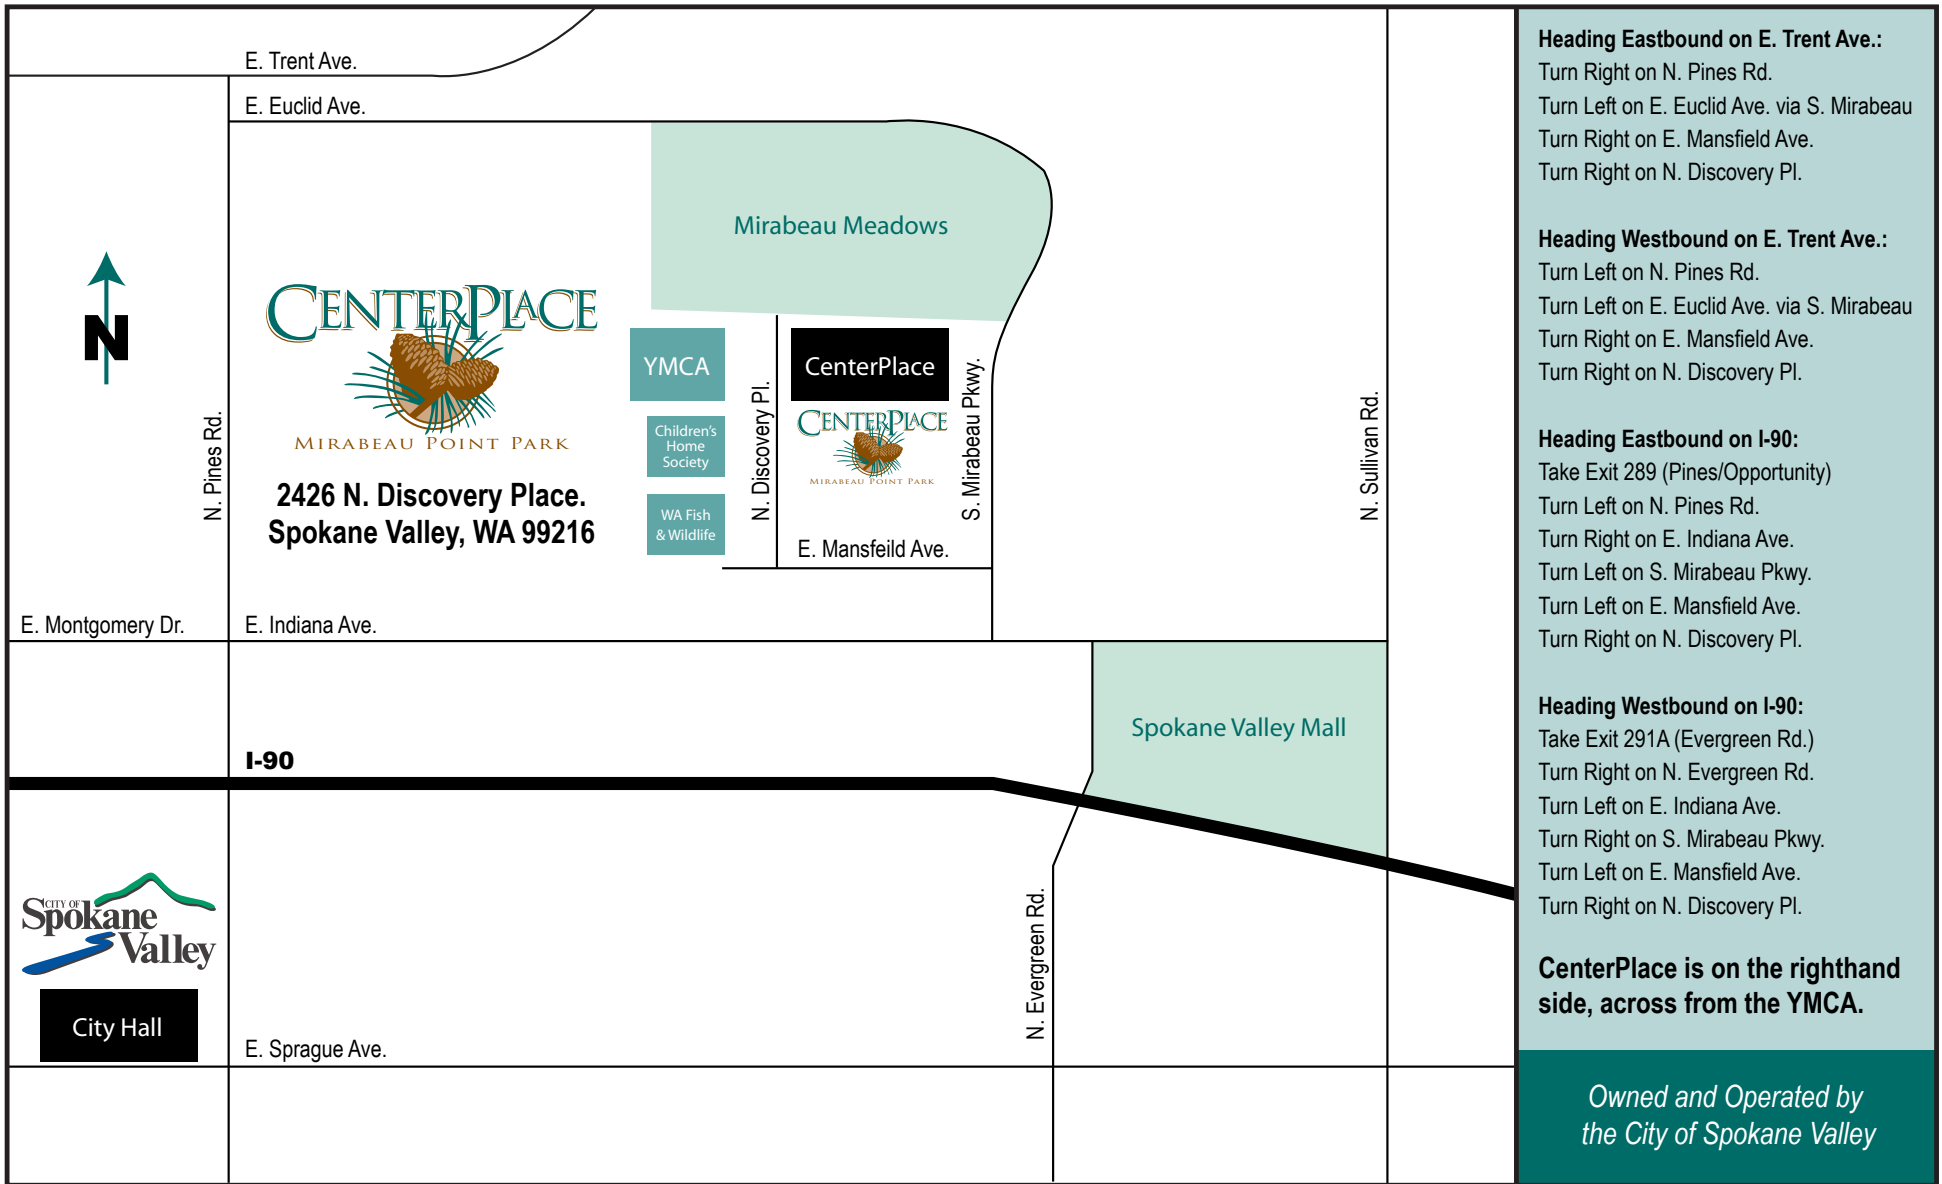 E. Trent Ave.
E. Euclid Ave.
Mirabeau Meadows
N
CENTERPLACE
MIRABEAU POINT PARK
2426 N. Discovery Place.
Spokane Valley, WA 99216
N. Pines Rd.
YMCA
Children's
Home
Society
WA Fish
& Wildlife
N. Discovery Pl.
CenterPlace
CENTERPLACE
MIRABEAU POINT PARK
S. Mirabeau Pkwy.
E. Mansfeild Ave.
N. Sullivan Rd.
E. Montgomery Dr.
E. Indiana Ave.
Spokane Valley Mall
I-90
CITY OF
Spokane
Valley
City Hall
N. Evergreen Rd.
E. Sprague Ave.
Heading Eastbound on E. Trent Ave.:
Turn Right on N. Pines Rd.
Turn Left on E. Euclid Ave. via S. Mirabeau
Turn Right on E. Mansfield Ave.
Turn Right on N. Discovery Pl.
Heading Westbound on E. Trent Ave.:
Turn Left on N. Pines Rd.
Turn Left on E. Euclid Ave. via S. Mirabeau
Turn Right on E. Mansfield Ave.
Turn Right on N. Discovery Pl.
Heading Eastbound on I-90:
Take Exit 289 (Pines/Opportunity)
Turn Left on N. Pines Rd.
Turn Right on E. Indiana Ave.
Turn Left on S. Mirabeau Pkwy.
Turn Left on E. Mansfield Ave.
Turn Right on N. Discovery Pl.
Heading Westbound on I-90:
Take Exit 291A (Evergreen Rd.)
Turn Right on N. Evergreen Rd.
Turn Left on E. Indiana Ave.
Turn Right on S. Mirabeau Pkwy.
Turn Left on E. Mansfield Ave.
Turn Right on N. Discovery Pl.
CenterPlace is on the righthand
side, across from the YMCA.
Owned and Operated by
the City of Spokane Valley